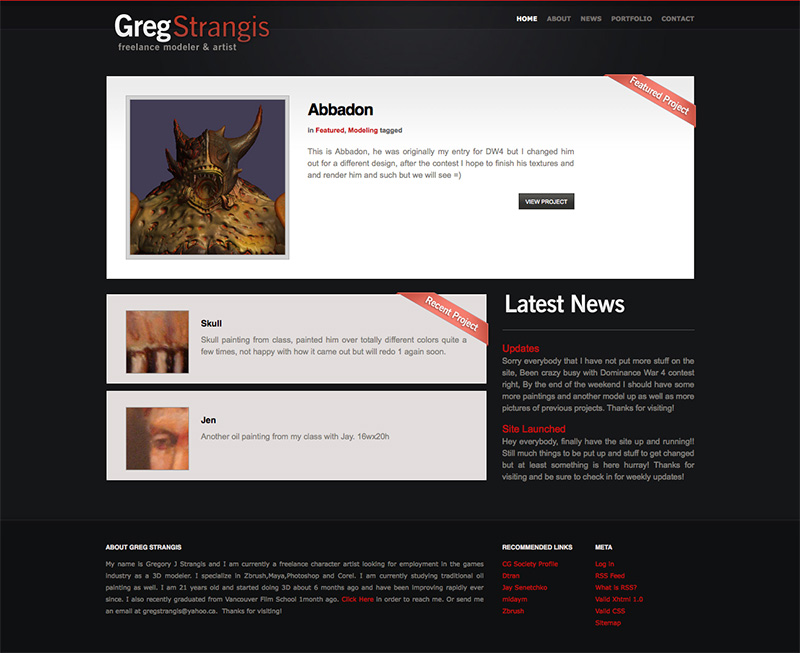 Greg Strangis
freelance modeler & artist
HOME ABOUT NEWS PORTFOLIO CONTACT
Featured Project
Abbadon
in Featured, Modeling tagged
This is Abbadon, he was originally my entry for DW4 but I changed him
out for a different design, after the contest I hope to finish his textures and
and render him and such but we will see =)
VIEW PROJECT
Recent Project
Skull
Skull painting from class, painted him over totally different colors quite a
few times, not happy with how it came out but will redo 1 again soon.
Jen
Another oil painting from my class with Jay. 16wx20h
Latest News
Updates
Sorry everybody that I have not put more stuff on the
site, Been crazy busy with Dominance War 4 contest
right, By the end of the weekend I should have some
more paintings and another model up as well as more
pictures of previous projects. Thanks for visiting!
Site Launched
Hey everybody, finally have the site up and running!!
Still much things to be put up and stuff to get changed
but at least something is here hurray! Thanks for
visiting and be sure to check in for weekly updates!
ABOUT GREG STRANGIS
My name is Gregory J Strangis and I am currently a freelance character artist looking for employment in the games
industry as a 3D modeler. I specialize in Zbrush,Maya,Photoshop and Corel. I am currently studying traditional oil
painting as well. I am 21 years old and started doing 3D about 6 months ago and have been improving rapidly ever
since. I also recently graduated from Vancouver Film School 1month ago. Click Here in order to reach me. Or send me
an email at gregstrangis@yahoo.ca. Thanks for visiting!
RECOMMENDED LINKS
CG Society Profile
Dtran
Jay Senetchko
midaym
Zbrush
META
Log in
RSS Feed
What is RSS?
Valid Xhtml 1.0
Valid CSS
Sitemap